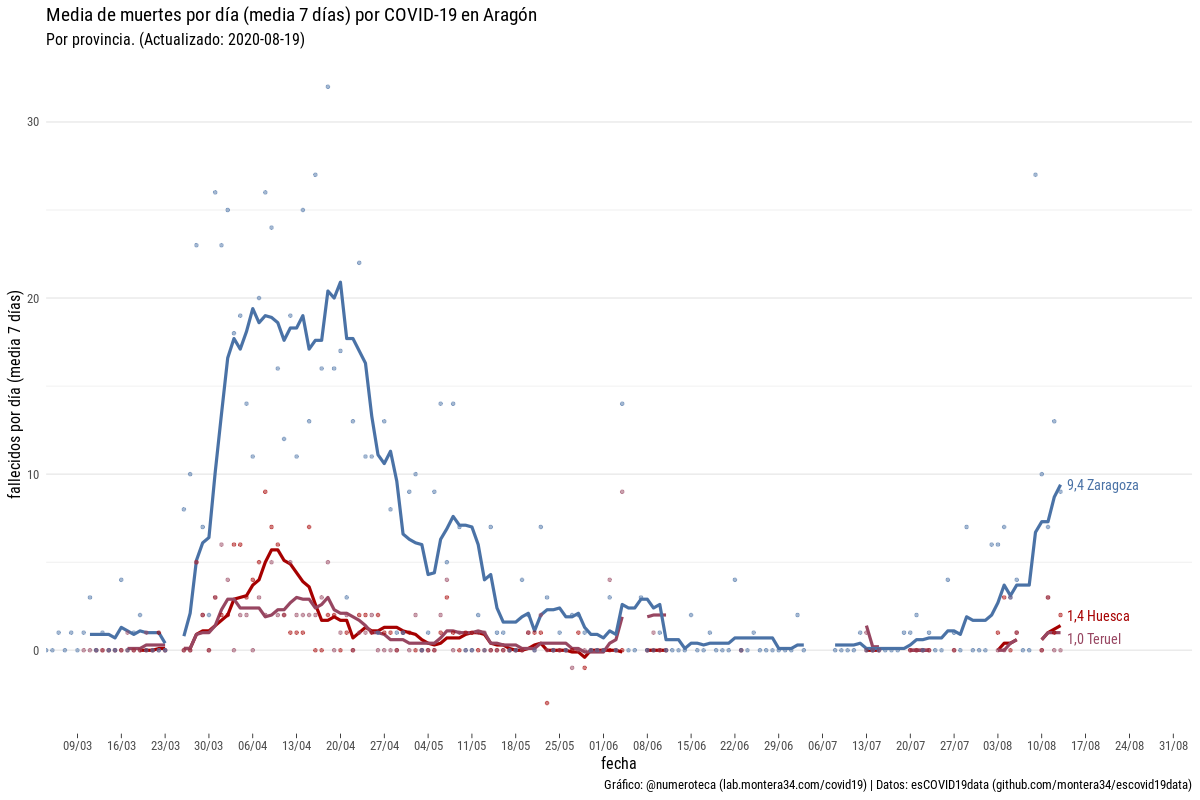 Media de muertes por día (media 7 días) por COVID-19 en Aragón
Por provincia. (Actualizado: 2020-08-19)
fallecidos por día (media 7 días)
30
20
10
0
9,4 Zaragoza
1,4 Huesca
1,0 Teruel
09/03 16/03 23/03 30/03 06/04 13/04 20/04 27/04 04/05 11/05 18/05 25/05 01/06 08/06 15/06 22/06 29/06 06/07 13/07 20/07 27/07 03/08 10/08 17/08 24/08 31/08
fecha
Gráfico: @numeroteca (lab.montera34.com/covid19) | Datos: esCOVID19data (github.com/montera34/escovid19data)